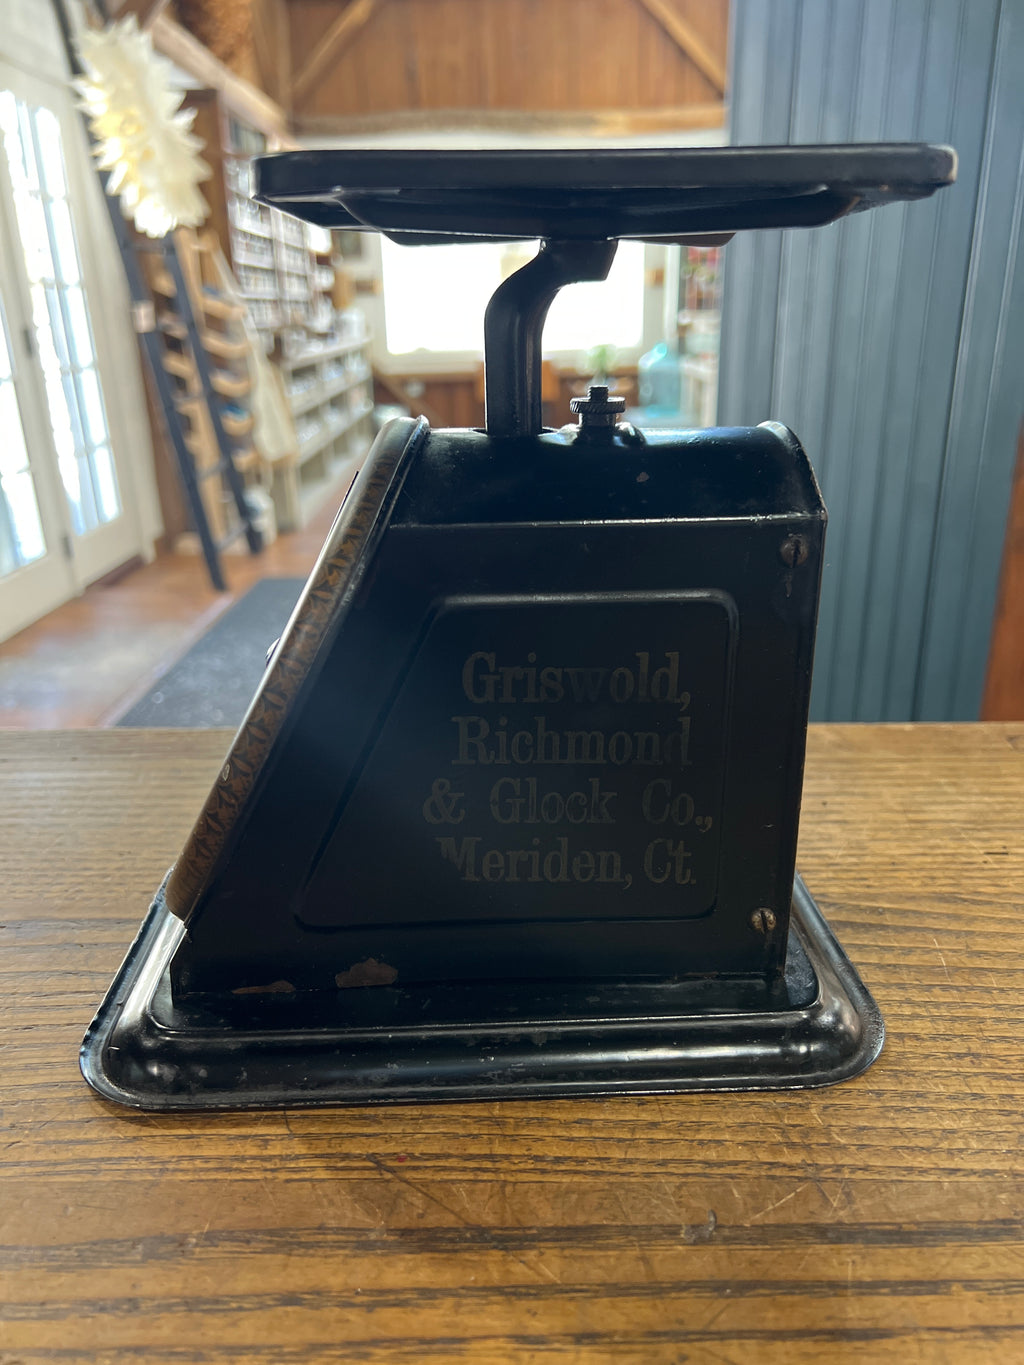 Griswold,
Richmond
& Glock Co.,
Meriden, Ct.